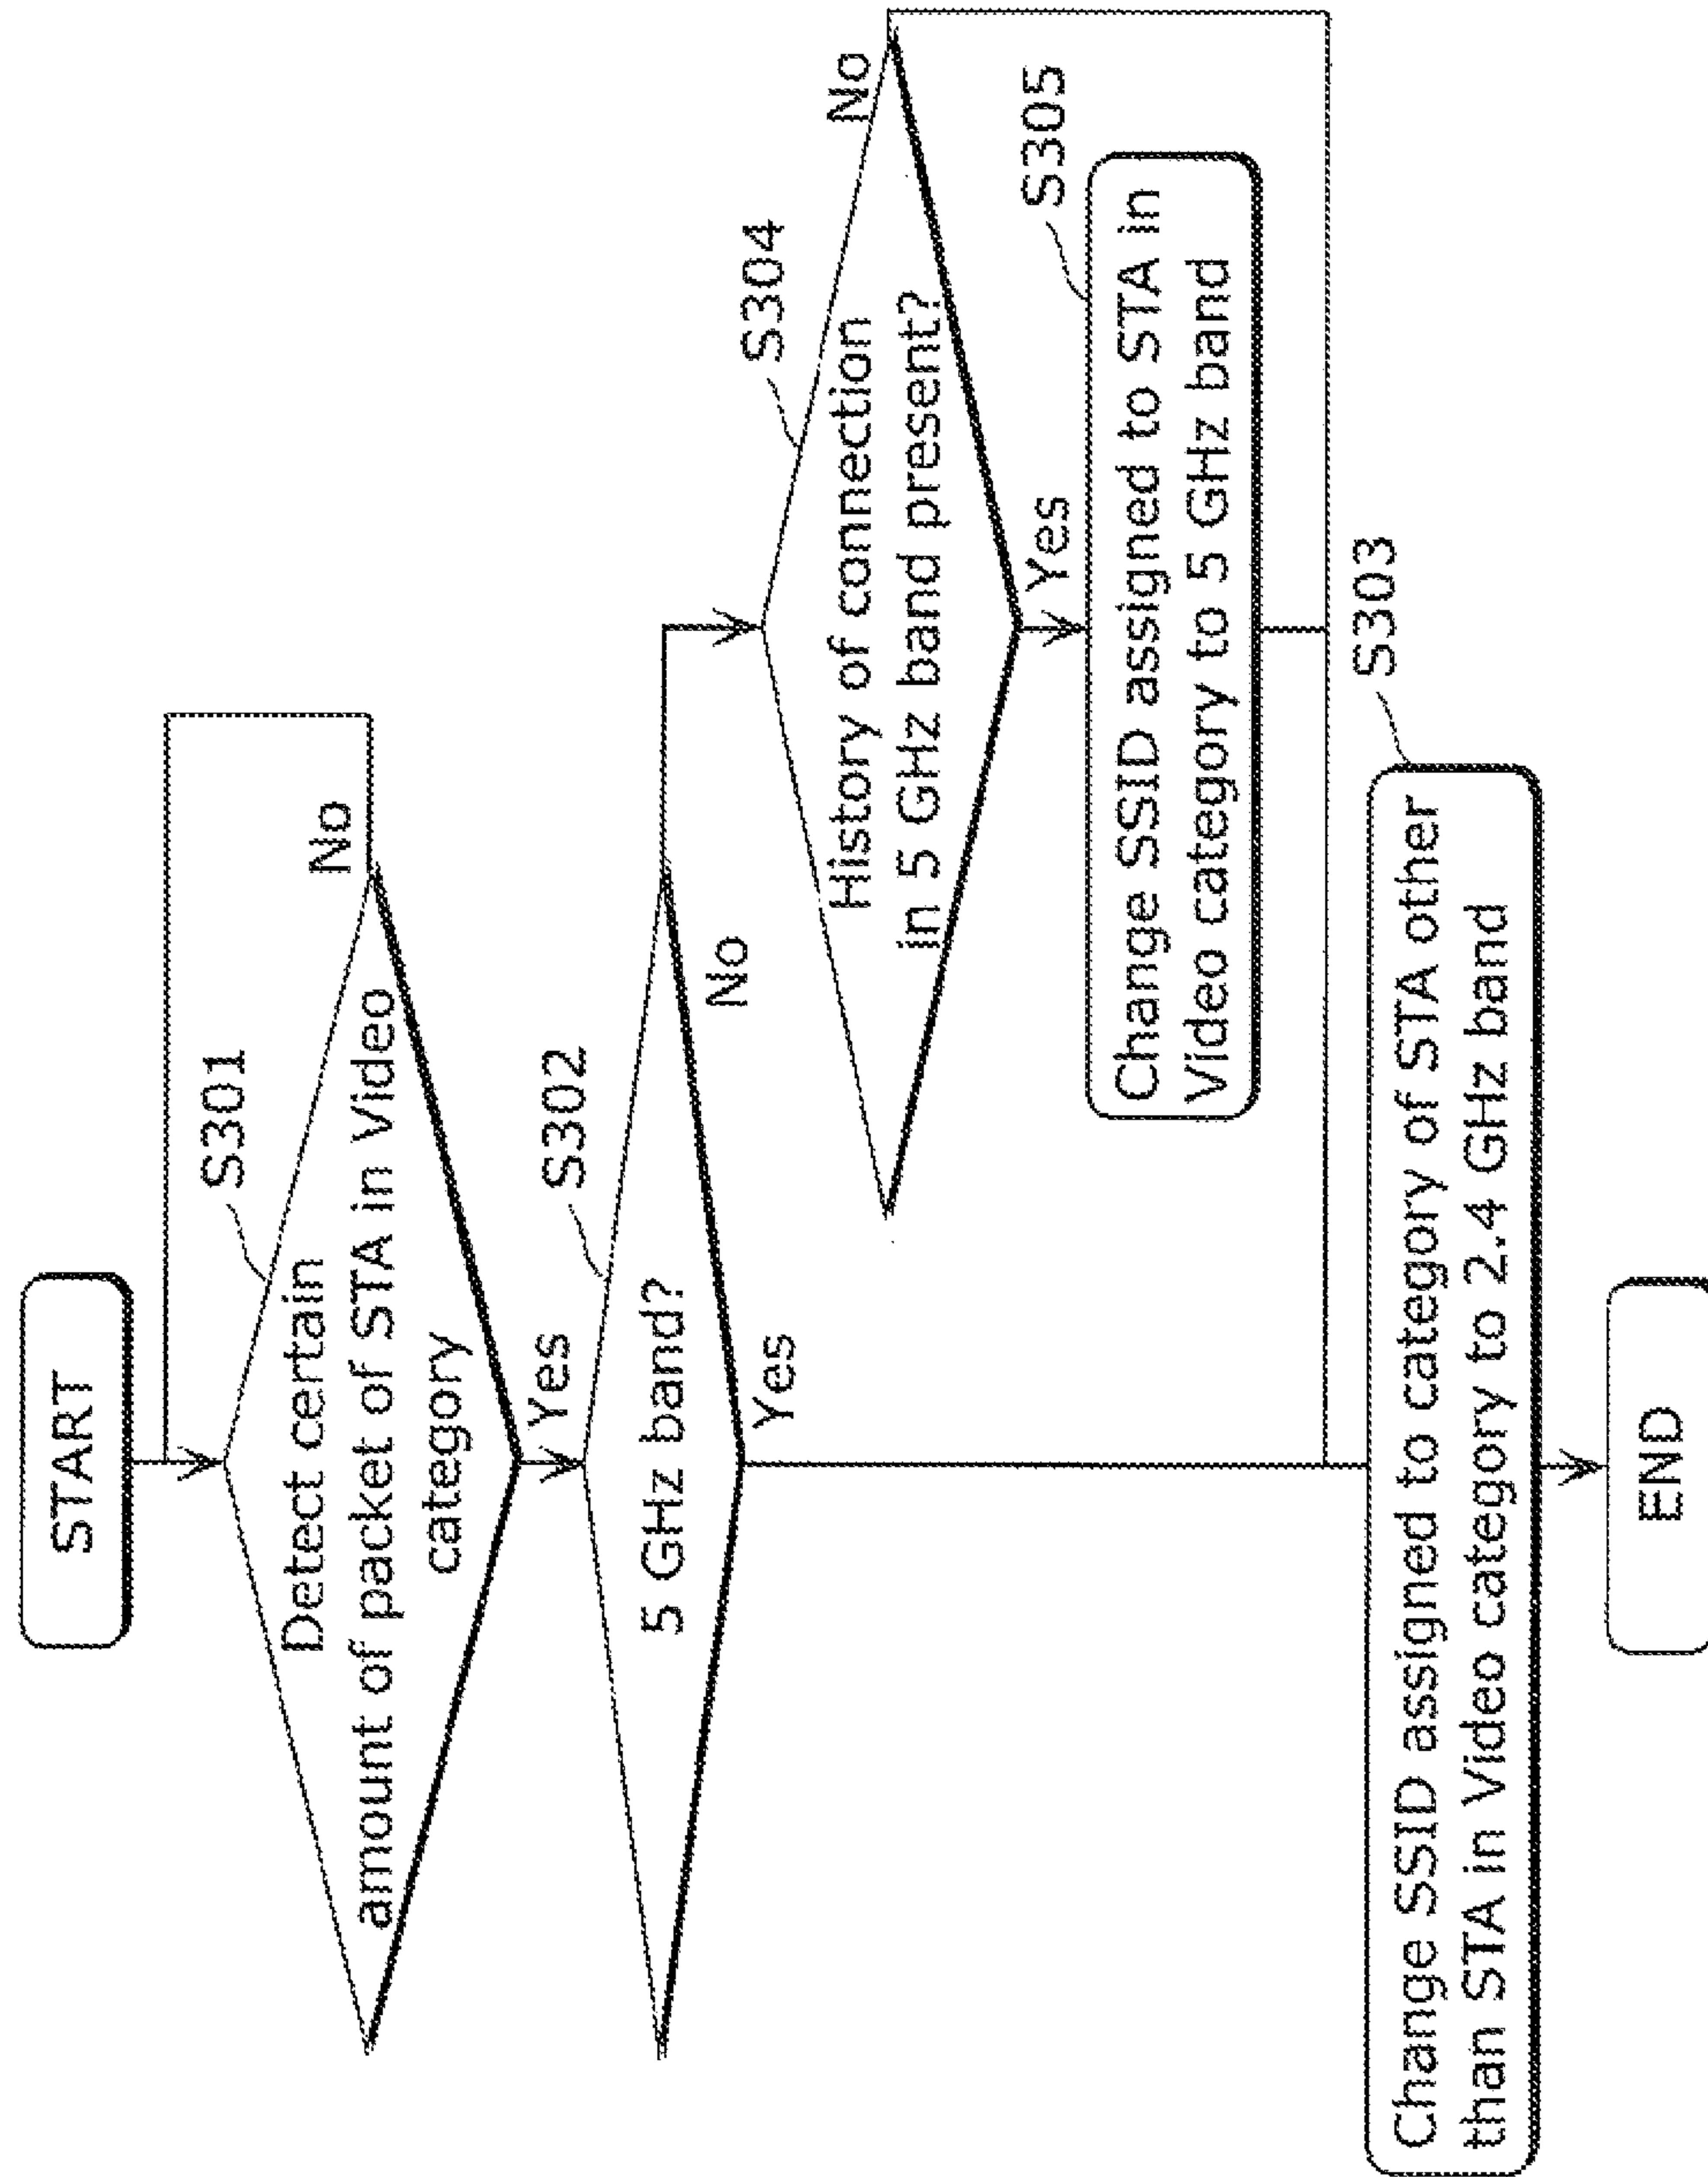 START
S301
Detect certain
amount of packet of STA in Video
category
No
Yes
S302
5 GHz band?
No
Yes
S304
History of connection
in 5 GHz band present?
No
Yes
S305
Change SSID assigned to STA in
Video category to 5 GHz band
S303
Change SSID assigned to category of STA other
than STA in Video category to 2.4 GHz band
END